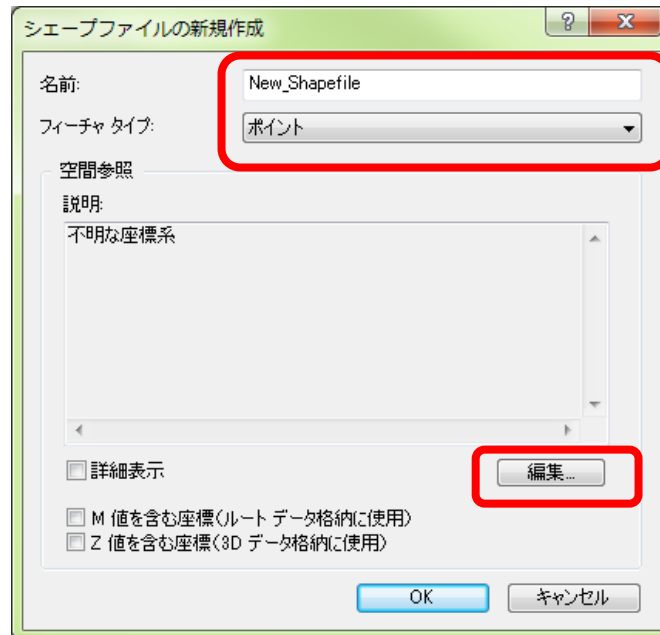 シェープファイルの新規作成
名前:
New_Shapefile
フィーチャ タイプ:
ポイント
空間参照
説明:
不明な座標系
詳細表示
編集...
M 値を含む座標(ルート データ格納に使用)
Z 値を含む座標(3D データ格納に使用)
OK
キャンセル